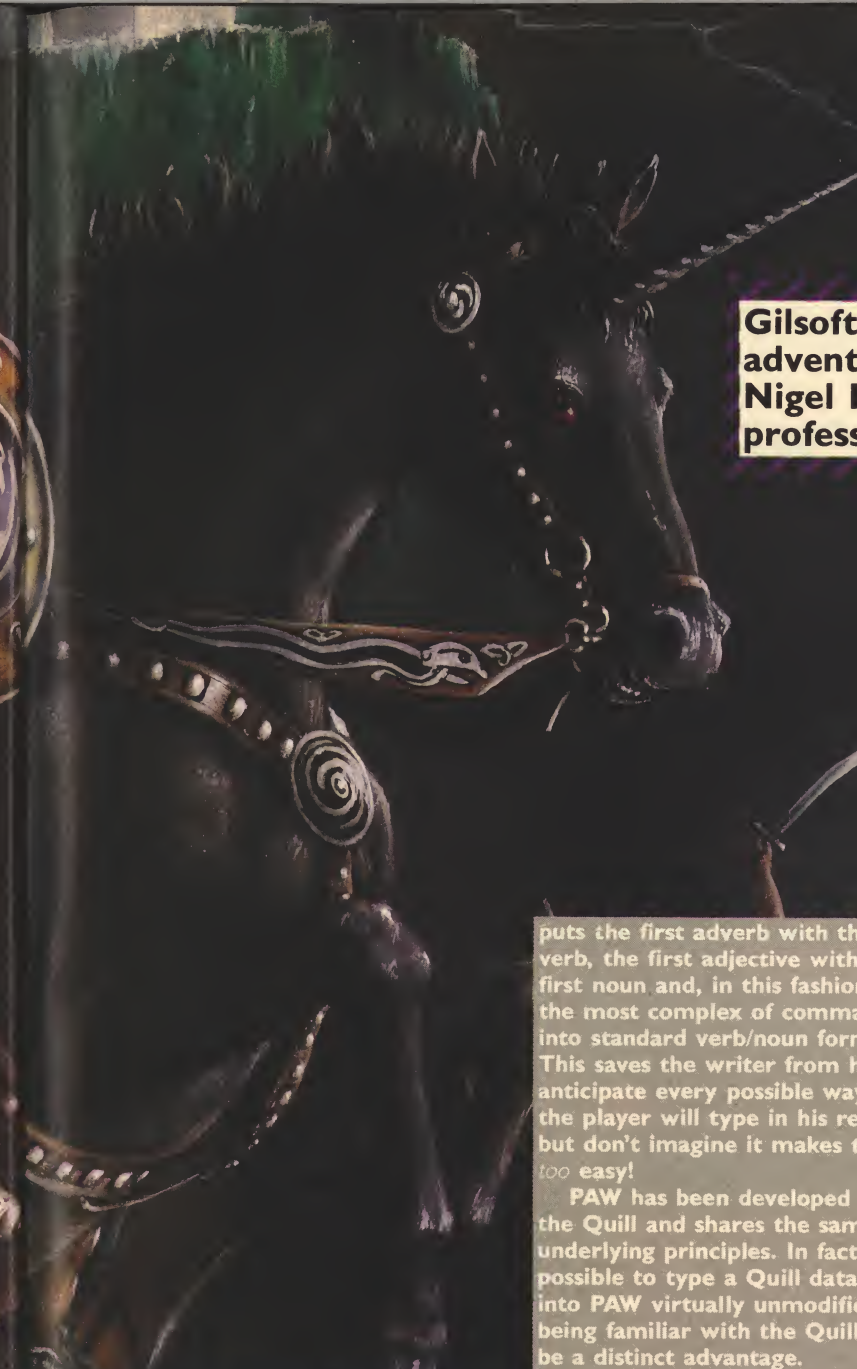 Gilsoft
advent
Nigel
profess
puts the first adverb with th
verb, the first adjective with
first noun and, in this fashion
the most complex of comma
into standard verb/noun form
This saves the writer from h
anticipate every possible way
the player will type in his re
but don't imagine it makes t
too easy!
PAW has been developed
the Quill and shares the sam
underlying principles. In fact
possible to type a Quill data
into PAW virtually unmodifie
being familiar with the Quill
be a distinct advantage.